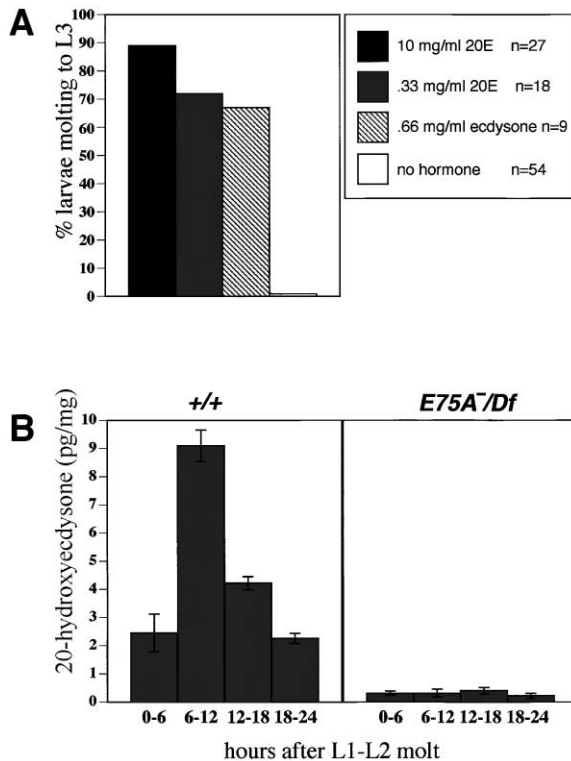 A
% larvae molting to L3
100
90
80
70
60
50
40
30
20
10
0
10 mg/ml 20E n=27
.33 mg/ml 20E n=18
.66 mg/ml ecdysone n=9
no hormone n=54
B
+/+
E75A⁻/Df
20-hydroxyecdysone (pg/mg)
10
9
8
7
6
5
4
3
2
1
0
0-6 6-12 12-18 18-24 0-6 6-12 12-18 18-24
hours after L1-L2 molt